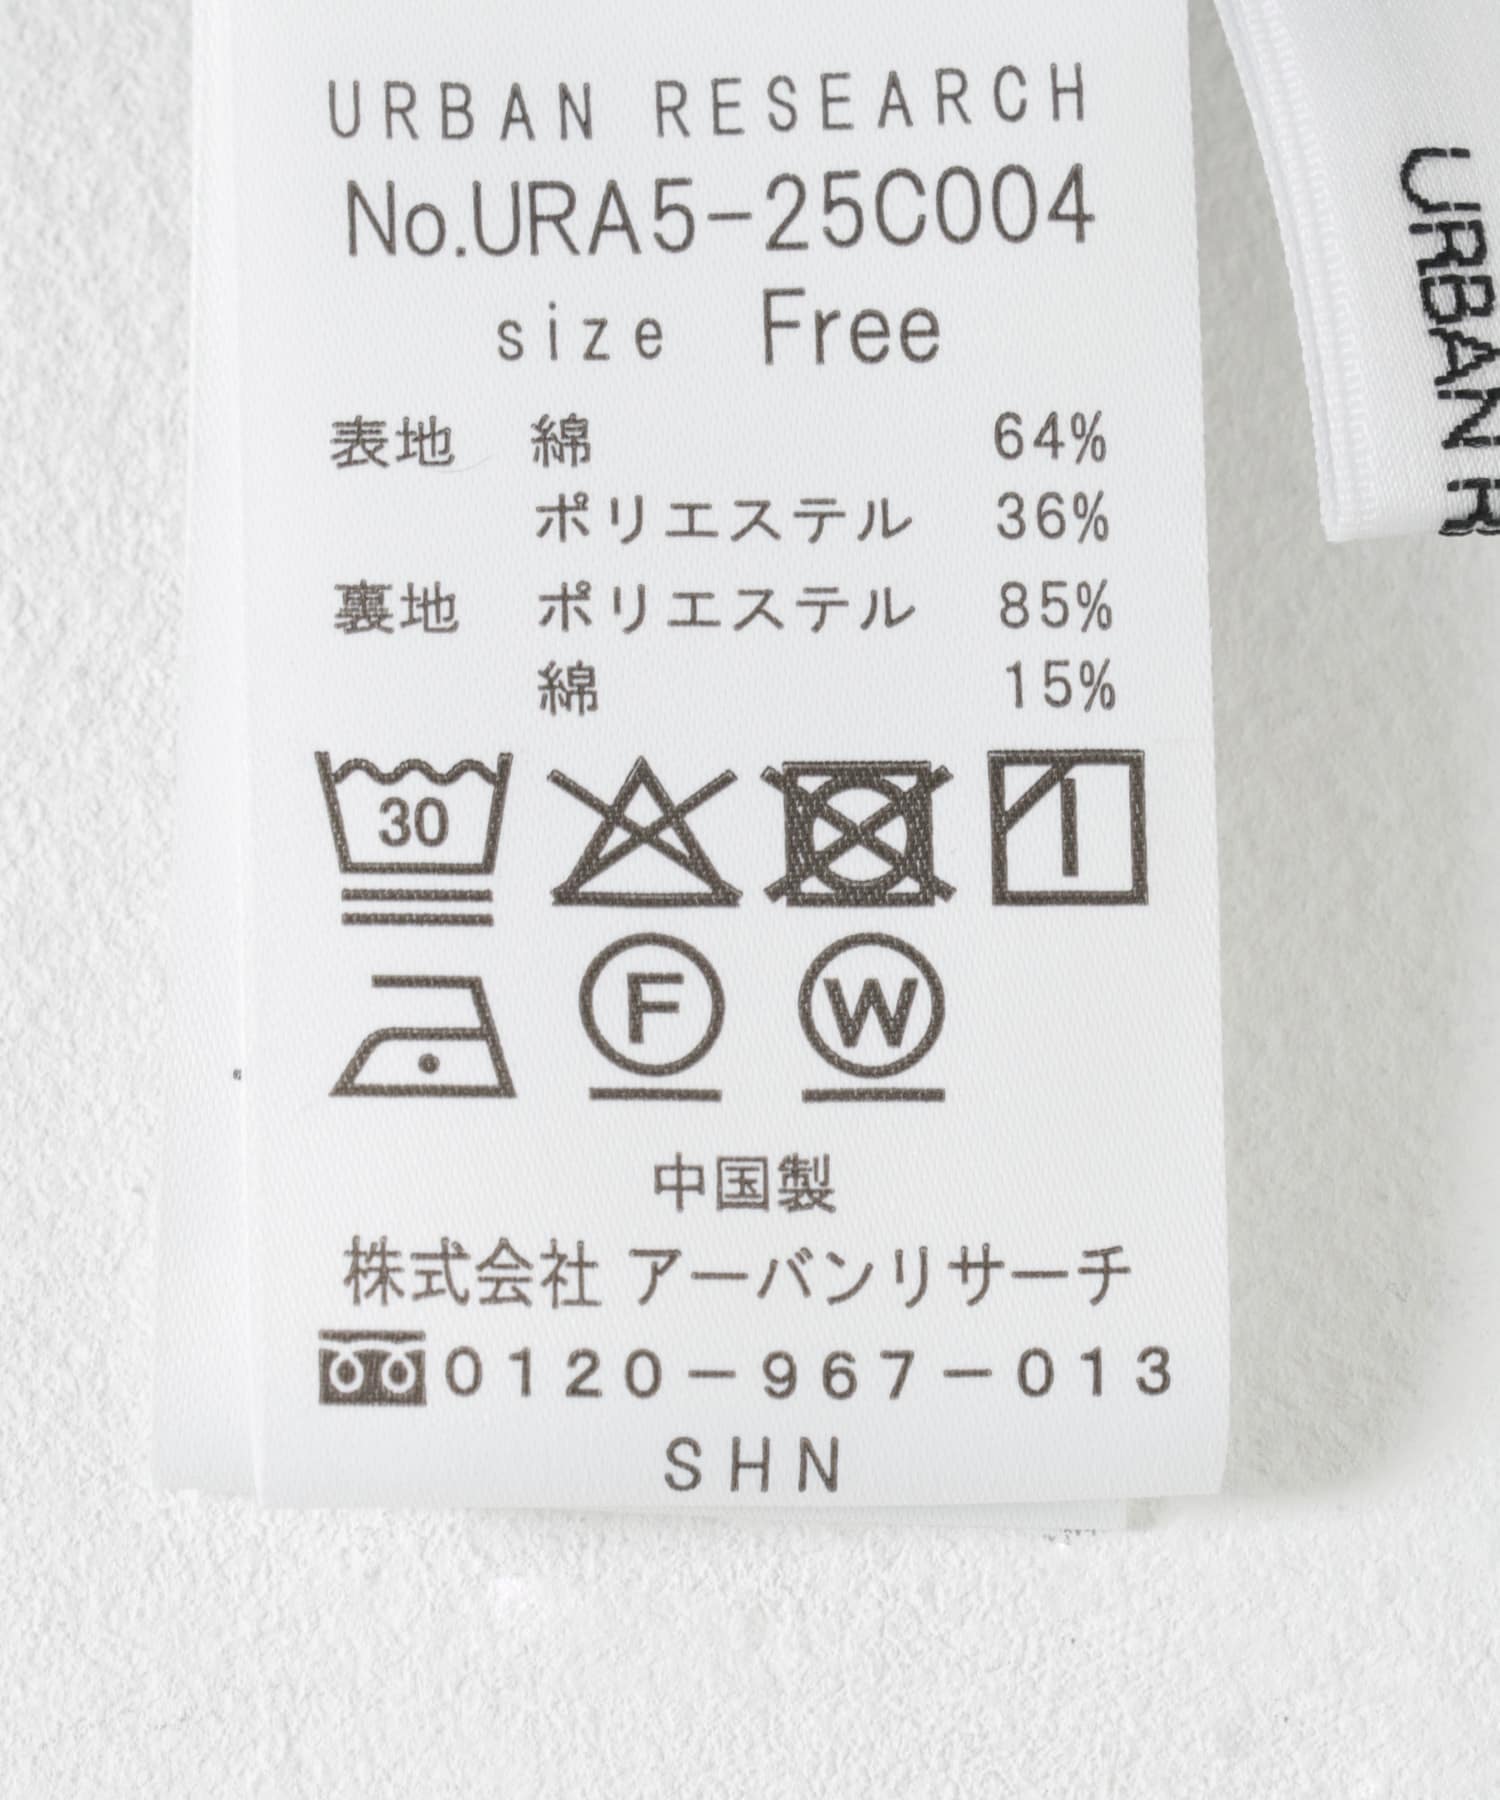 URBAN RESEARCH
No.URA5-25C004
size Free
表地 綿 64%
ポリエステル 36%
裏地 ポリエステル 85%
綿 15%
30
F W
中国製
株式会社 アーバンリサーチ
0120-967-013
SHN
URBAN R